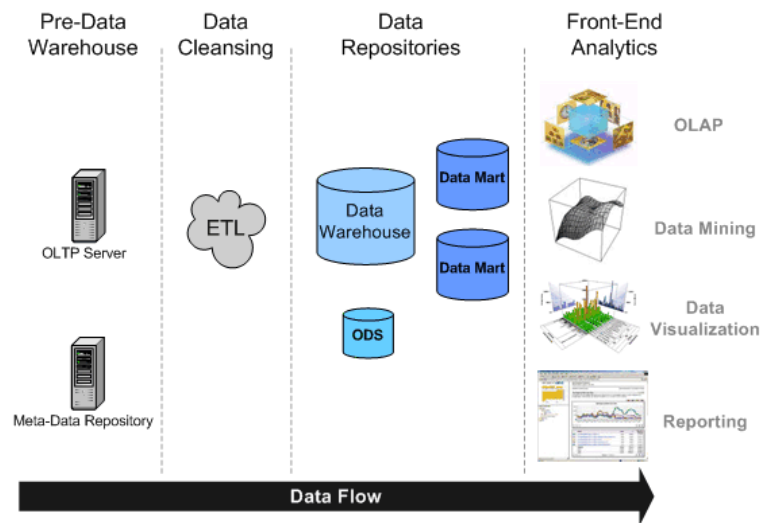 Pre-Data
Warehouse
Data
Cleansing
Data
Repositories
Front-End
Analytics
OLTP Server
Meta-Data Repository
ETL
Data
Warehouse
ODS
Data Mart
Data Mart
OLAP
Data Mining
Data
Visualization
Reporting
Data Flow